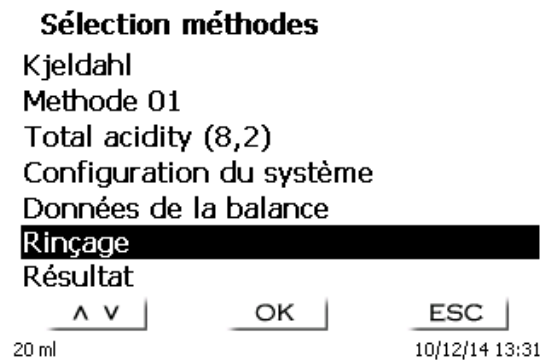 Sélection méthodes
Kjeldahl
Methode 01
Total acidity (8,2)
Configuration du système
Données de la balance
Rinçage
Résultat
∧ ∨ OK ESC
20 ml 10/12/14 13:31